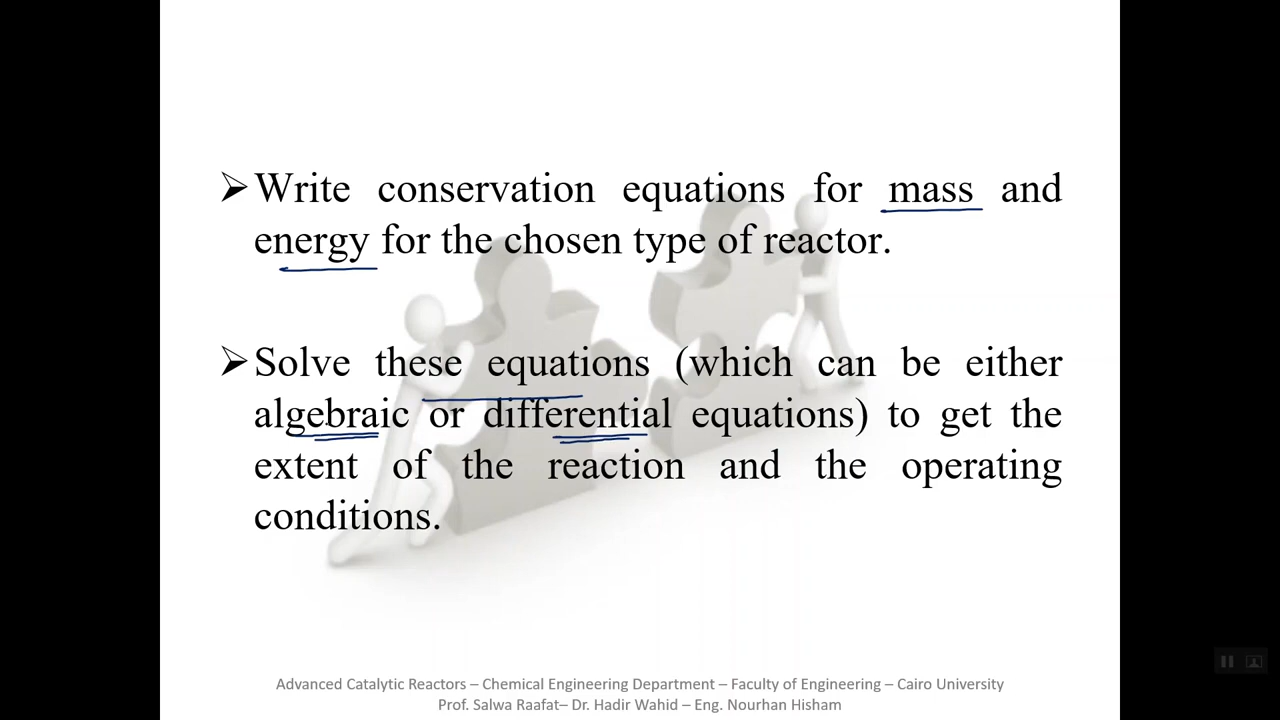 ➢Write conservation equations for mass and
energy for the chosen type of reactor.
➢Solve these equations (which can be either
algebraic or differential equations) to get the
extent of the reaction and the operating
conditions.
Advanced Catalytic Reactors – Chemical Engineering Department – Faculty of Engineering – Cairo University
Prof. Salwa Raafat– Dr. Hadir Wahid – Eng. Nourhan Hisham